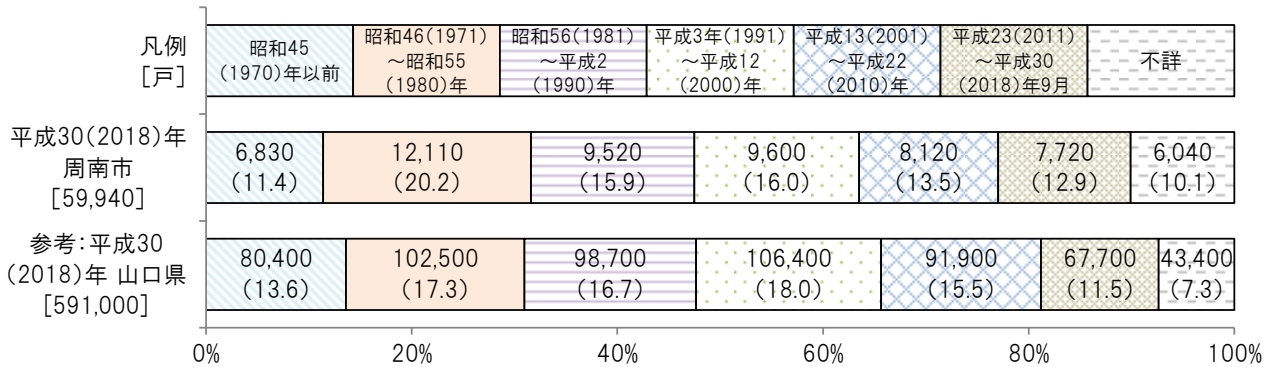 凡例
[戸]
昭和45
(1970)年以前
昭和46(1971)
～昭和55
(1980)年
昭和56(1981)
～平成2
(1990)年
平成3年(1991)
～平成12
(2000)年
平成13(2001)
～平成22
(2010)年
平成23(2011)
～平成30
(2018)年9月
不詳
平成30(2018)年
周南市
[59,940]
6,830
(11.4)
12,110
(20.2)
9,520
(15.9)
9,600
(16.0)
8,120
(13.5)
7,720
(12.9)
6,040
(10.1)
参考:平成30
(2018)年 山口県
[591,000]
80,400
(13.6)
102,500
(17.3)
98,700
(16.7)
106,400
(18.0)
91,900
(15.5)
67,700
(11.5)
43,400
(7.3)
0%
20%
40%
60%
80%
100%